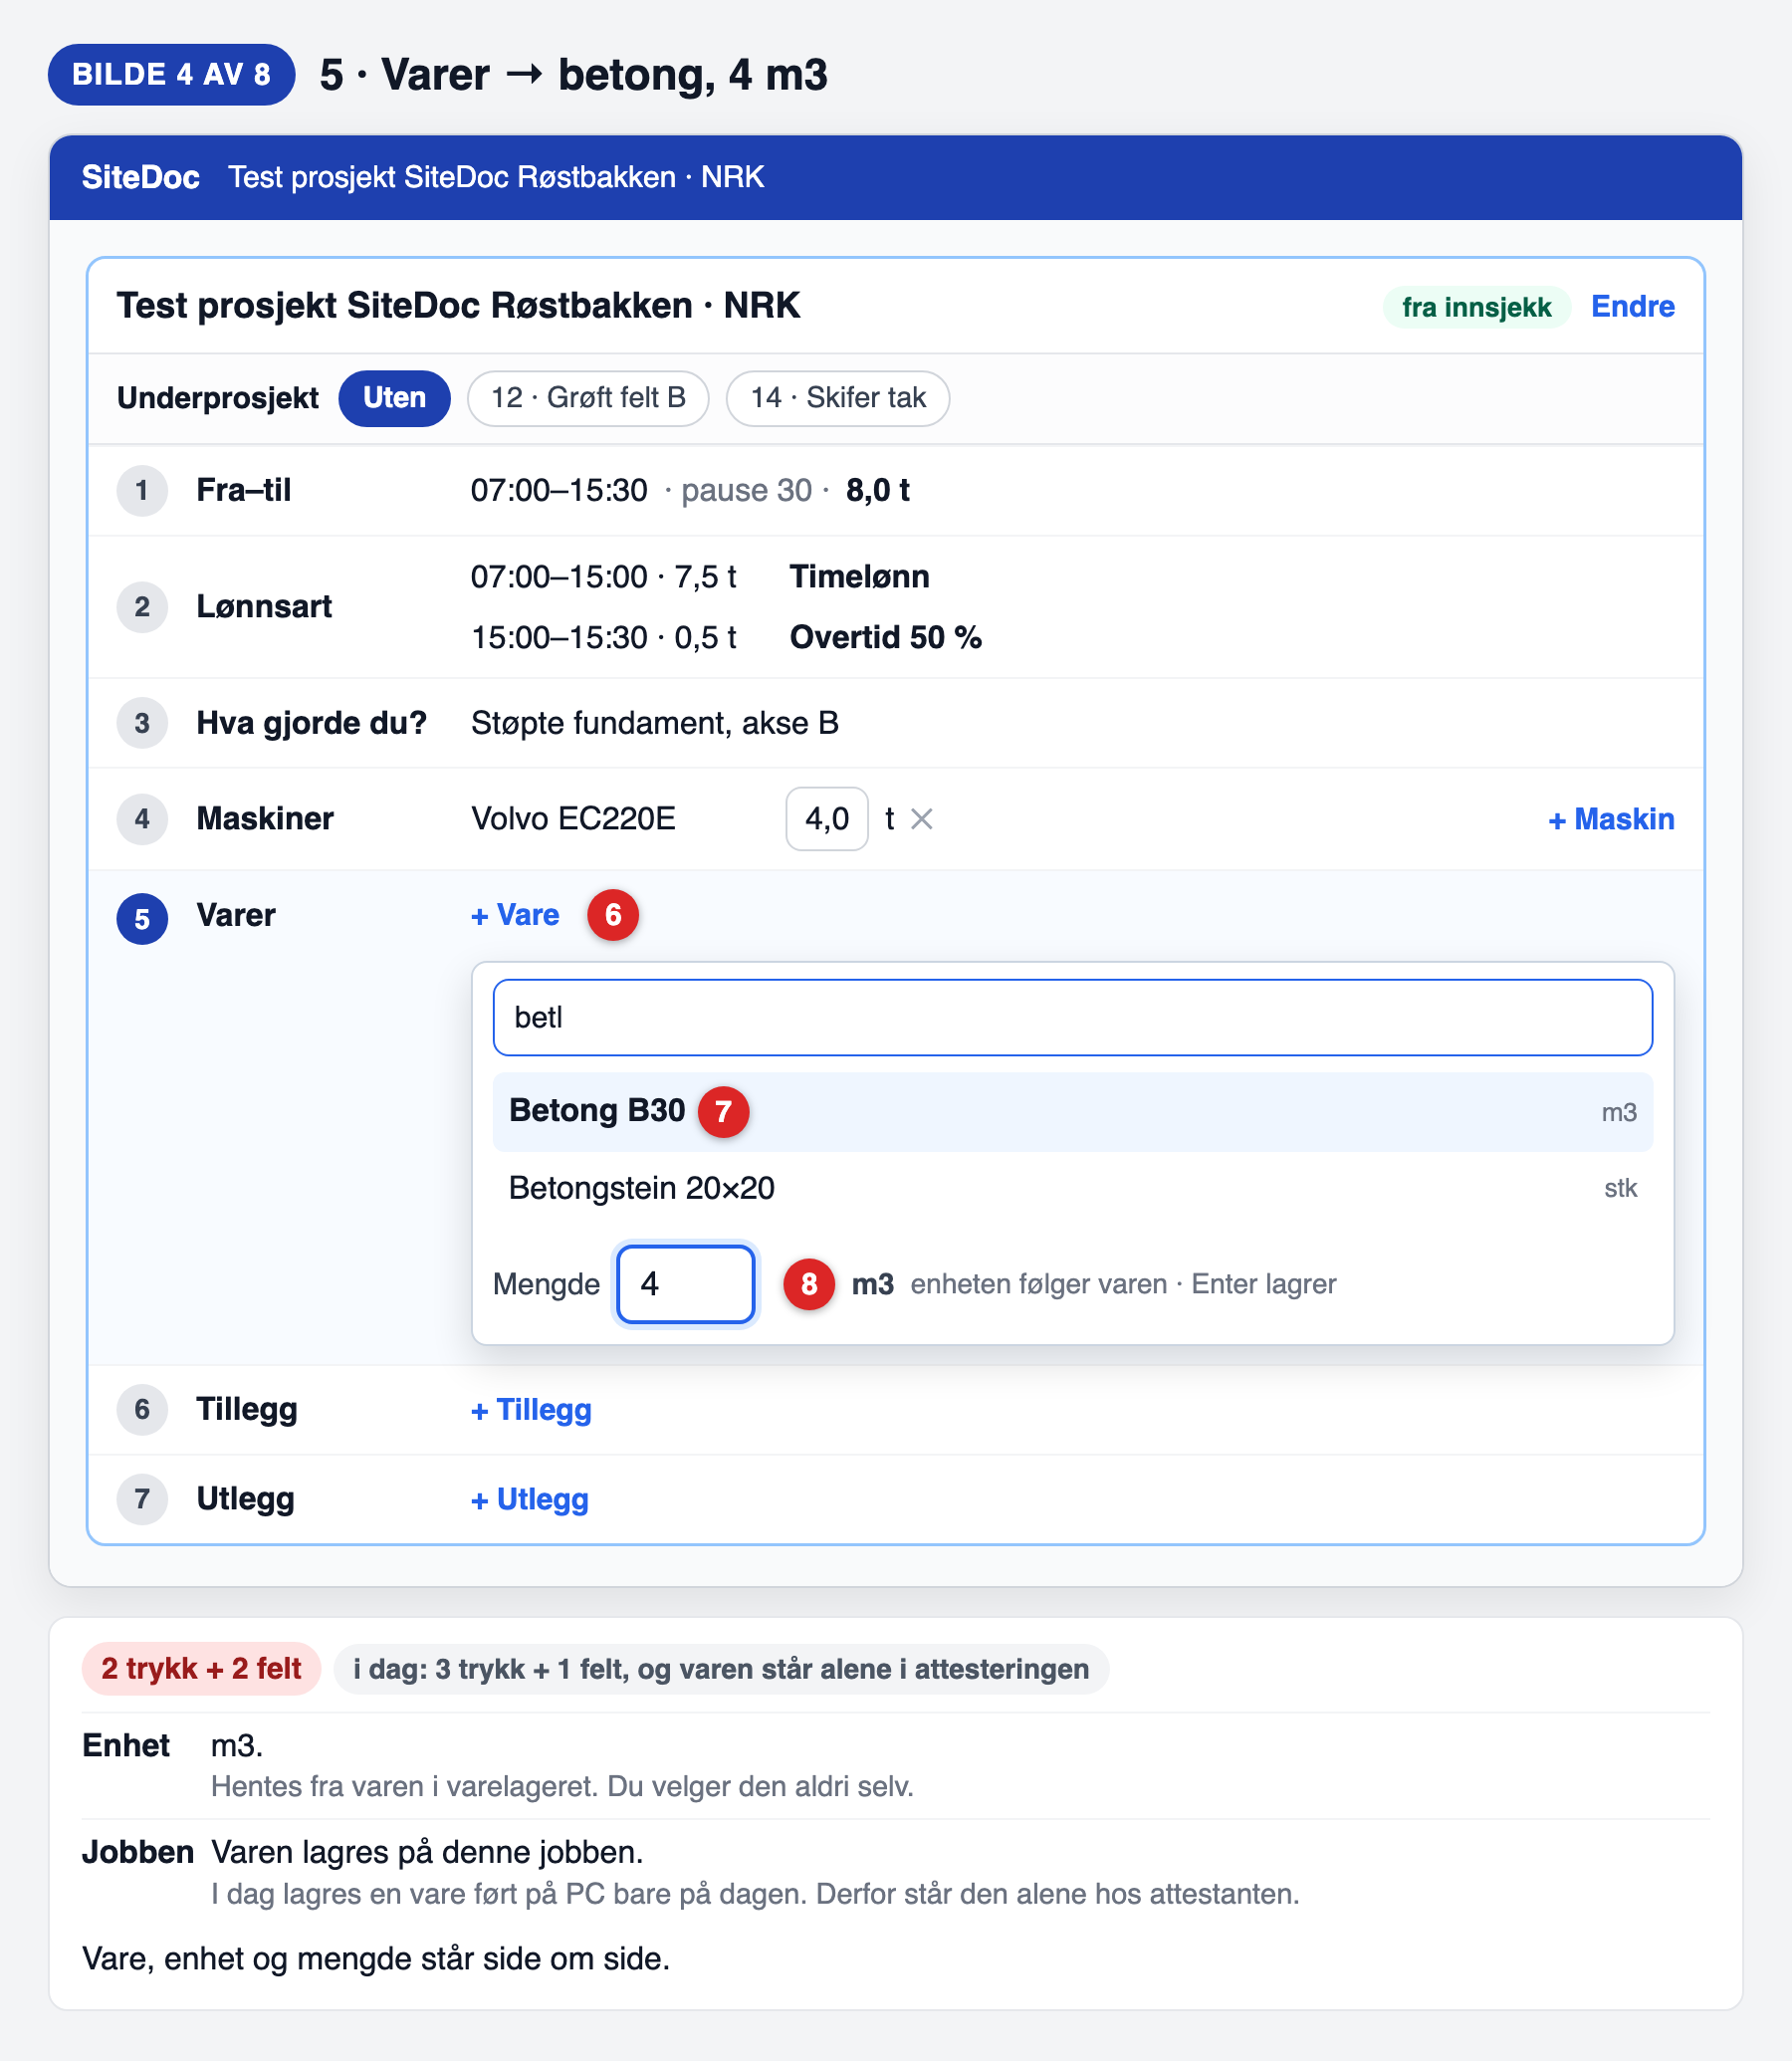 BILDE 4 AV 8 5 · Varer → betong, 4 m3
SiteDoc Test prosjekt SiteDoc Røstbakken · NRK
Test prosjekt SiteDoc Røstbakken · NRK fra innsjekk Endre
Underprosjekt Uten 12 · Grøft felt B 14 · Skifer tak
1 Fra–til 07:00–15:30 · pause 30 · 8,0 t
2 Lønnsart
07:00–15:00 · 7,5 t Timelønn
15:00–15:30 · 0,5 t Overtid 50 %
3 Hva gjorde du? Støpte fundament, akse B
4 Maskiner Volvo EC220E 4,0 t × + Maskin
5 Varer + Vare 6
betl
Betong B30 7 m3
Betongstein 20×20 stk
Mengde 4 8 m3 enheten følger varen · Enter lagrer
6 Tillegg + Tillegg
7 Utlegg + Utlegg
2 trykk + 2 felt i dag: 3 trykk + 1 felt, og varen står alene i attesteringen
Enhet m3.
Hentes fra varen i varelageret. Du velger den aldri selv.
Jobben Varen lagres på denne jobben.
I dag lagres en vare ført på PC bare på dagen. Derfor står den alene hos attestanten.
Vare, enhet og mengde står side om side.